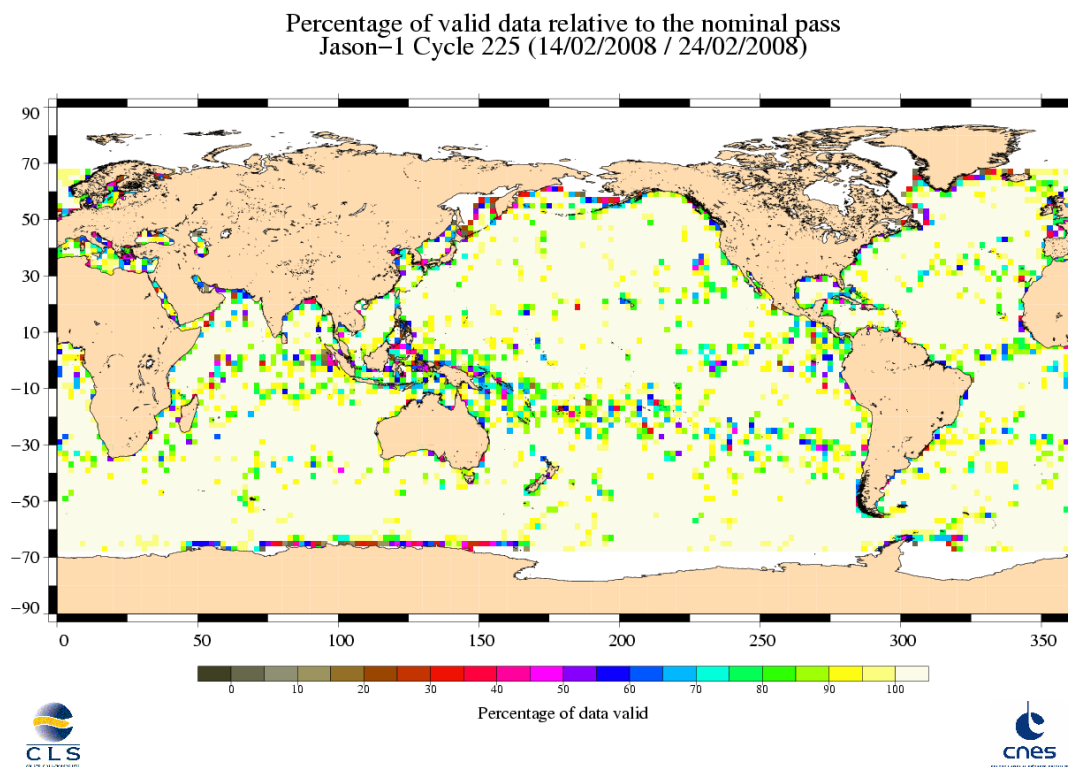 Percentage of valid data relative to the nominal pass
Jason-1 Cycle 225 (14/02/2008 / 24/02/2008)
90
70
50
30
10
-10
-30
-50
-70
-90
0 50 100 150 200 250 300 350
0 10 20 30 40 50 60 70 80 90 100
Percentage of data valid
CLS
cnes